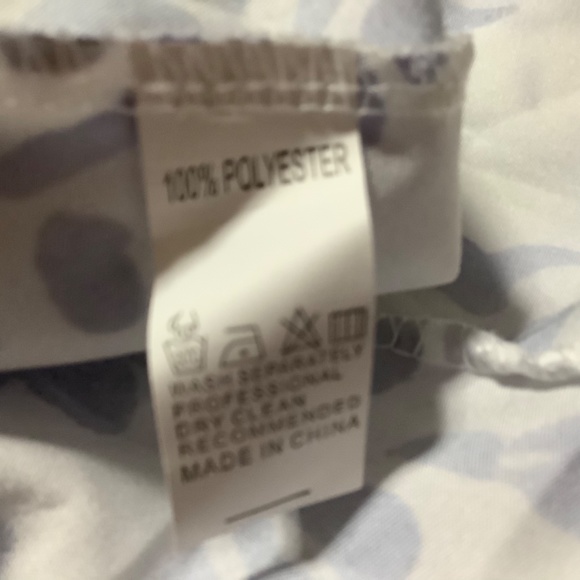 100% POLYESTER
WASH SEPARATELY
PROFESSIONAL
DRY CLEAN
RECOMMENDED
MADE IN CHINA